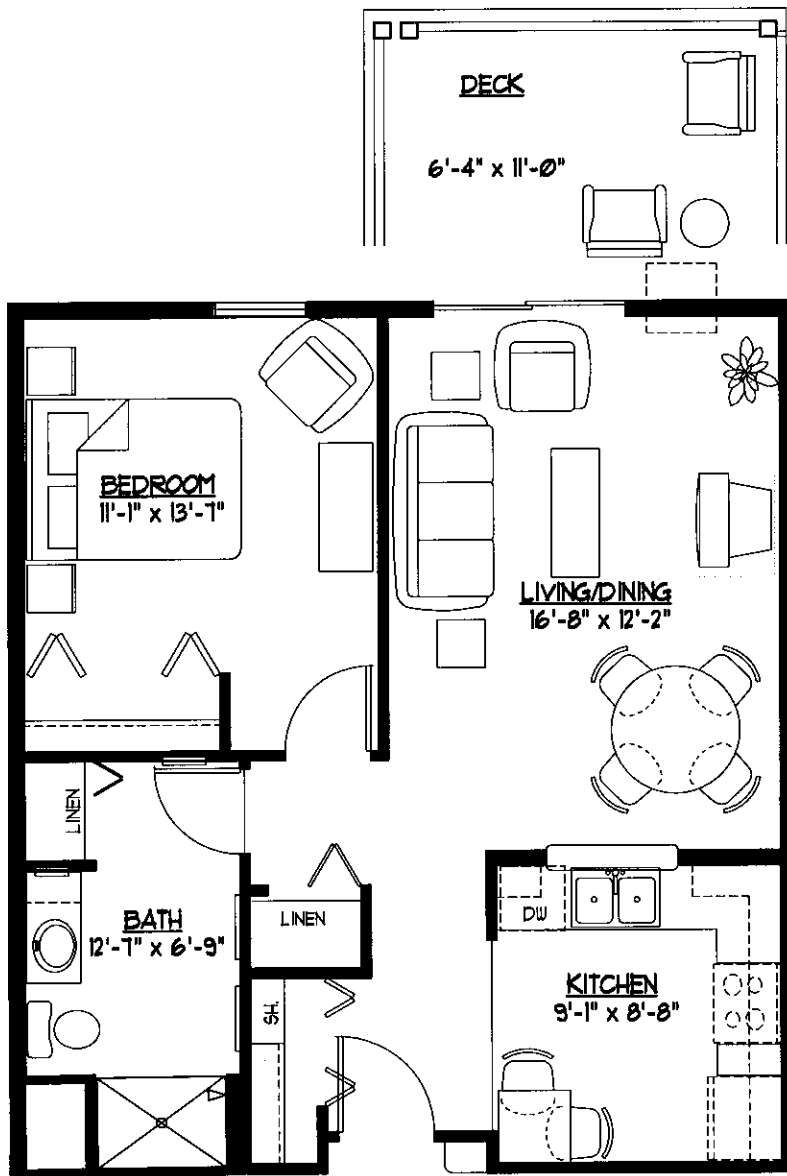 DECK
6'-4" x 11'-0"
BEDROOM
11'-1" x 13'-7"
LIVING/DINING
16'-8" x 12'-2"
LINEN
BATH
12'-7" x 6'-9"
LINEN
DW
KITCHEN
9'-1" x 8'-8"
SH.